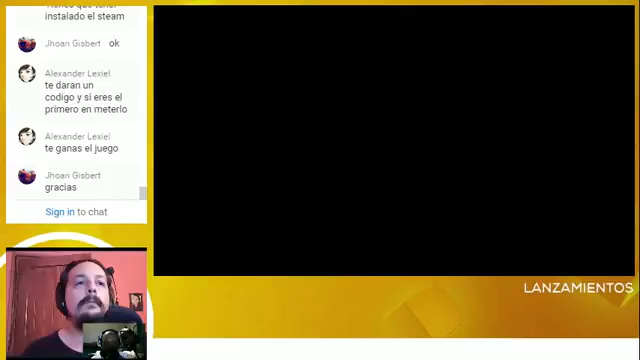 instalado el steam
Jhoan Gisbert ok
Alexander Lexiel
te daran un
codigo y si eres el
primero en meterlo
Alexander Lexiel
te ganas el juego
Jhoan Gisbert
gracias
Sign in to chat
LANZAMIENTOS